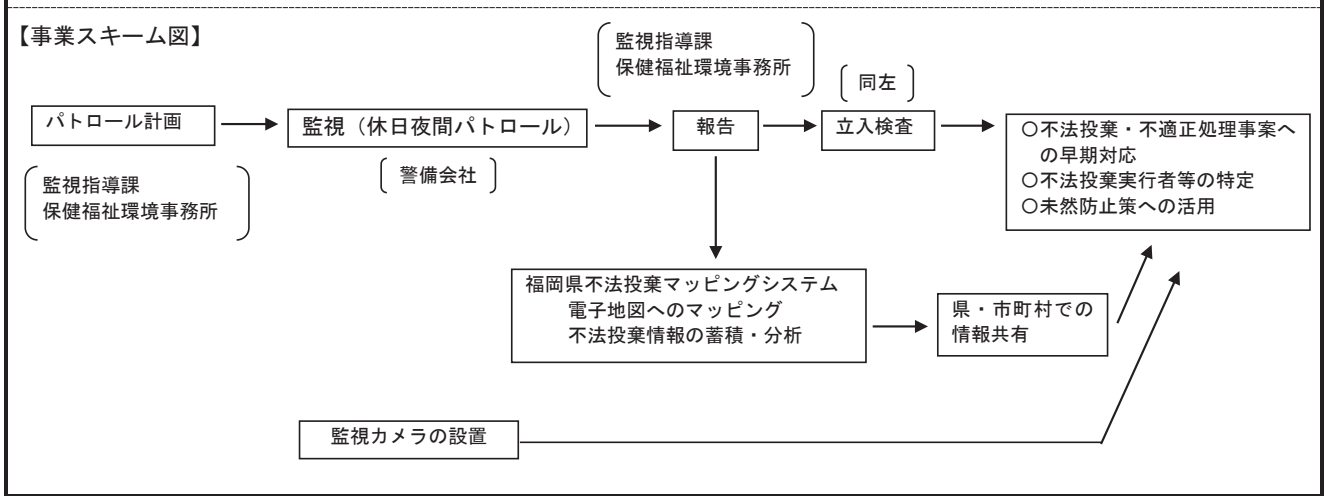 【事業スキーム図】
監視指導課
保健福祉環境事務所
同左
パトロール計画
監視（休日夜間パトロール）
報告
立入検査
○不法投棄・不適正処理事案へ
の早期対応
○不法投棄実行者等の特定
○未然防止策への活用
監視指導課
保健福祉環境事務所
警備会社
福岡県不法投棄マッピングシステム
電子地図へのマッピング
不法投棄情報の蓄積・分析
県・市町村での
情報共有
監視カメラの設置